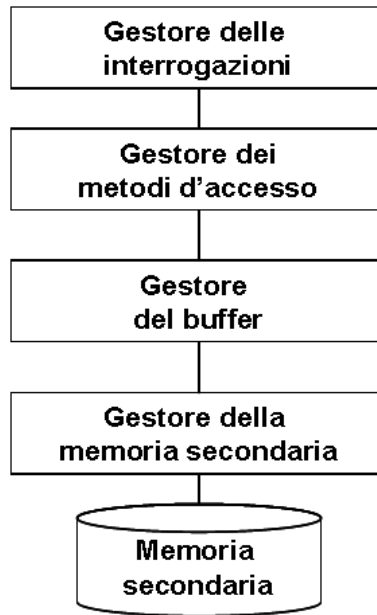 Gestore delle
interrogazioni
Gestore dei
metodi d'accesso
Gestore
del buffer
Gestore della
memoria secondaria
Memoria
secondaria